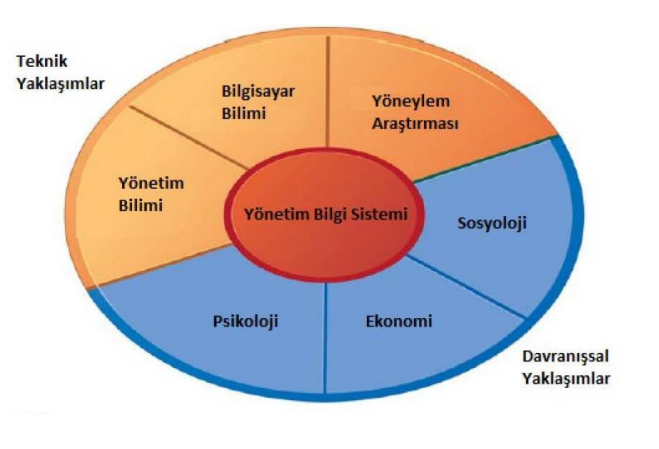 Teknik
Yaklaşımlar
Bilgisayar
Bilimi
Yöneylem
Araştırması
Yönetim
Bilimi
Yönetim Bilgi Sistemi
Sosyoloji
Psikoloji
Ekonomi
Davranışsal
Yaklaşımlar